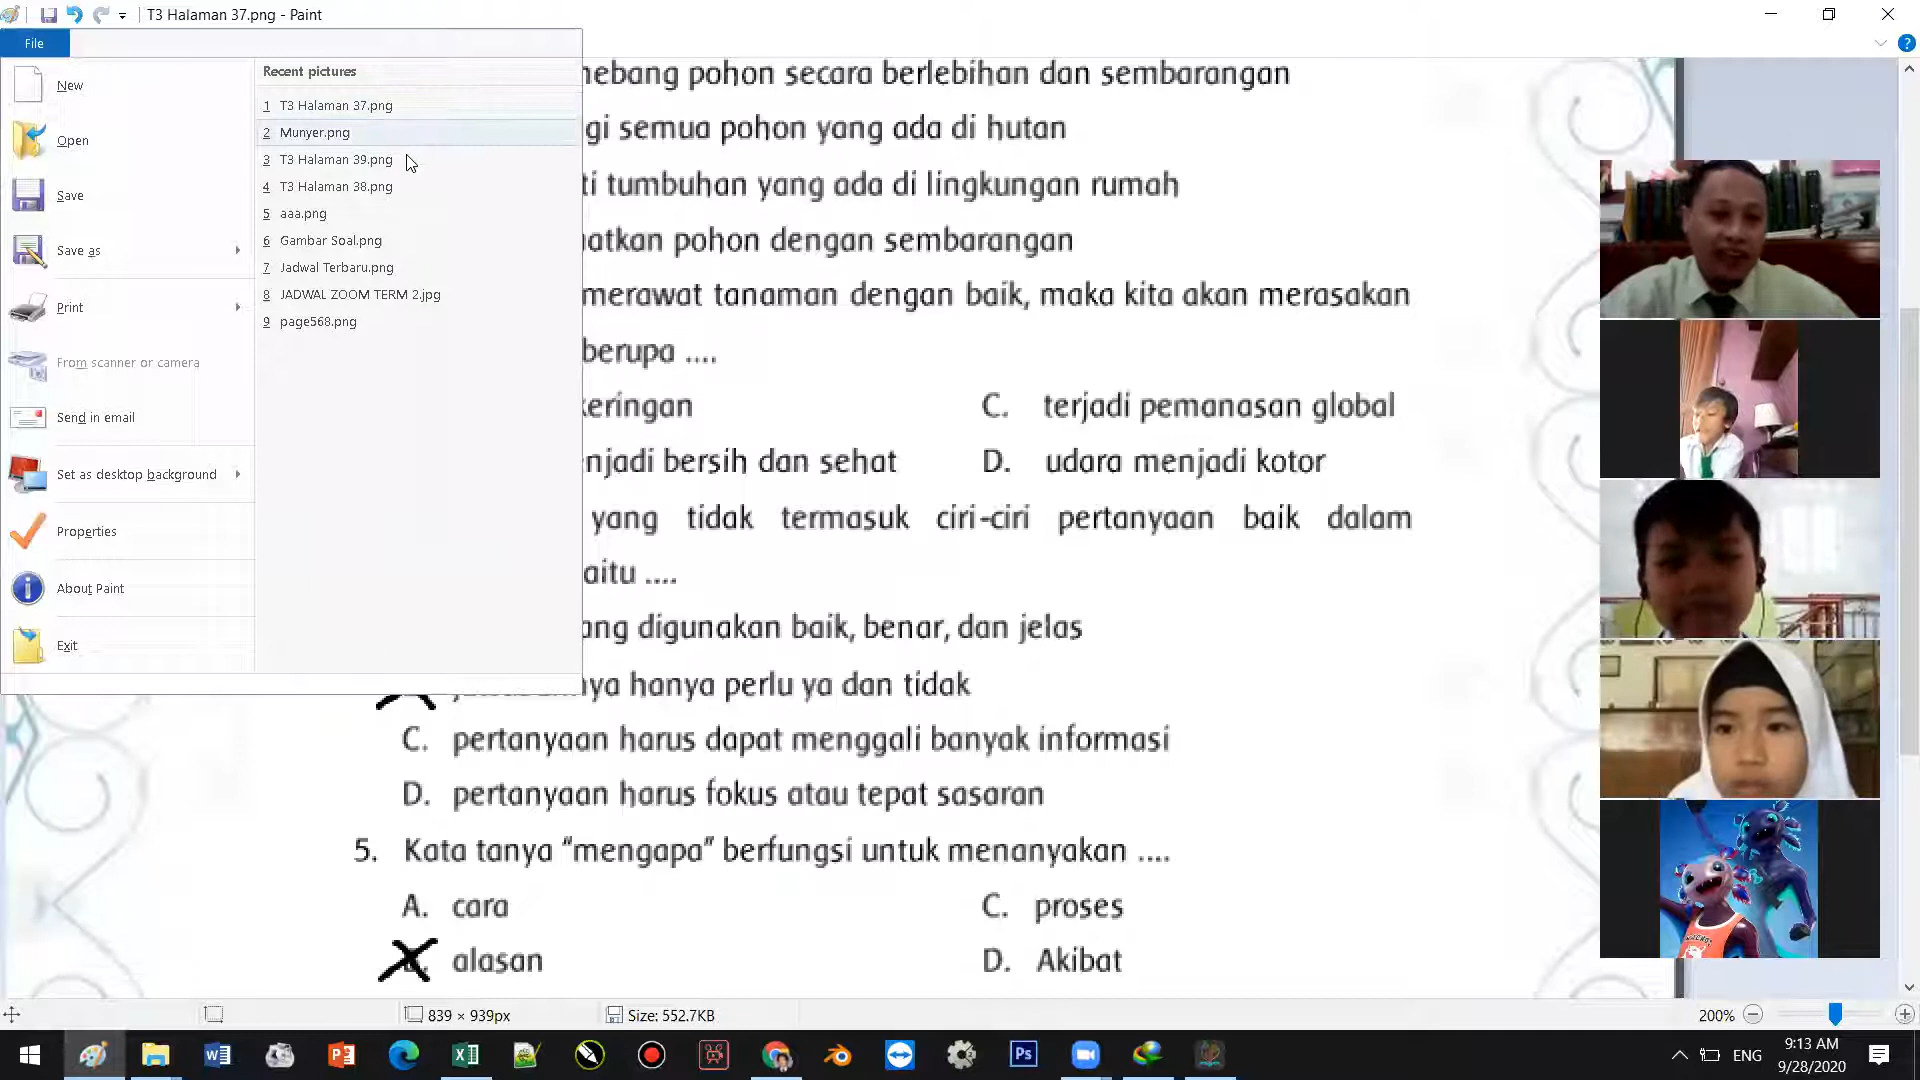 T3 Halaman 37.png - Paint
File
New
Open
Save
Save as
Print
From scanner or camera
Send in email
Set as desktop background
Properties
About Paint
Exit
Recent pictures
1 T3 Halaman 37.png
2 Munyer.png
3 T3 Halaman 39.png
4 T3 Halaman 38.png
5 aaa.png
6 Gambar Soal.png
7 Jadwal Terbaru.png
8 JADWAL ZOOM TERM 2.jpg
9 page568.png
ebang pohon secara berlebihan dan sembarangan
gi semua pohon yang ada di hutan
ti tumbuhan yang ada di lingkungan rumah
atkan pohon dengan sembarangan
merawat tanaman dengan baik, maka kita akan merasakan
berupa ....
keringan C. terjadi pemanasan global
njadi bersih dan sehat D. udara menjadi kotor
yang tidak termasuk ciri-ciri pertanyaan baik dalam
aitu ....
ang digunakan baik, benar, dan jelas
ya hanya perlu ya dan tidak
C. pertanyaan harus dapat menggali banyak informasi
D. pertanyaan harus fokus atau tepat sasaran
5. Kata tanya “mengapa” berfungsi untuk menanyakan ....
A. cara C. proses
alasan D. Akibat
839 × 939px Size: 552.7KB 200%
ENG 9:13 AM
9/28/2020